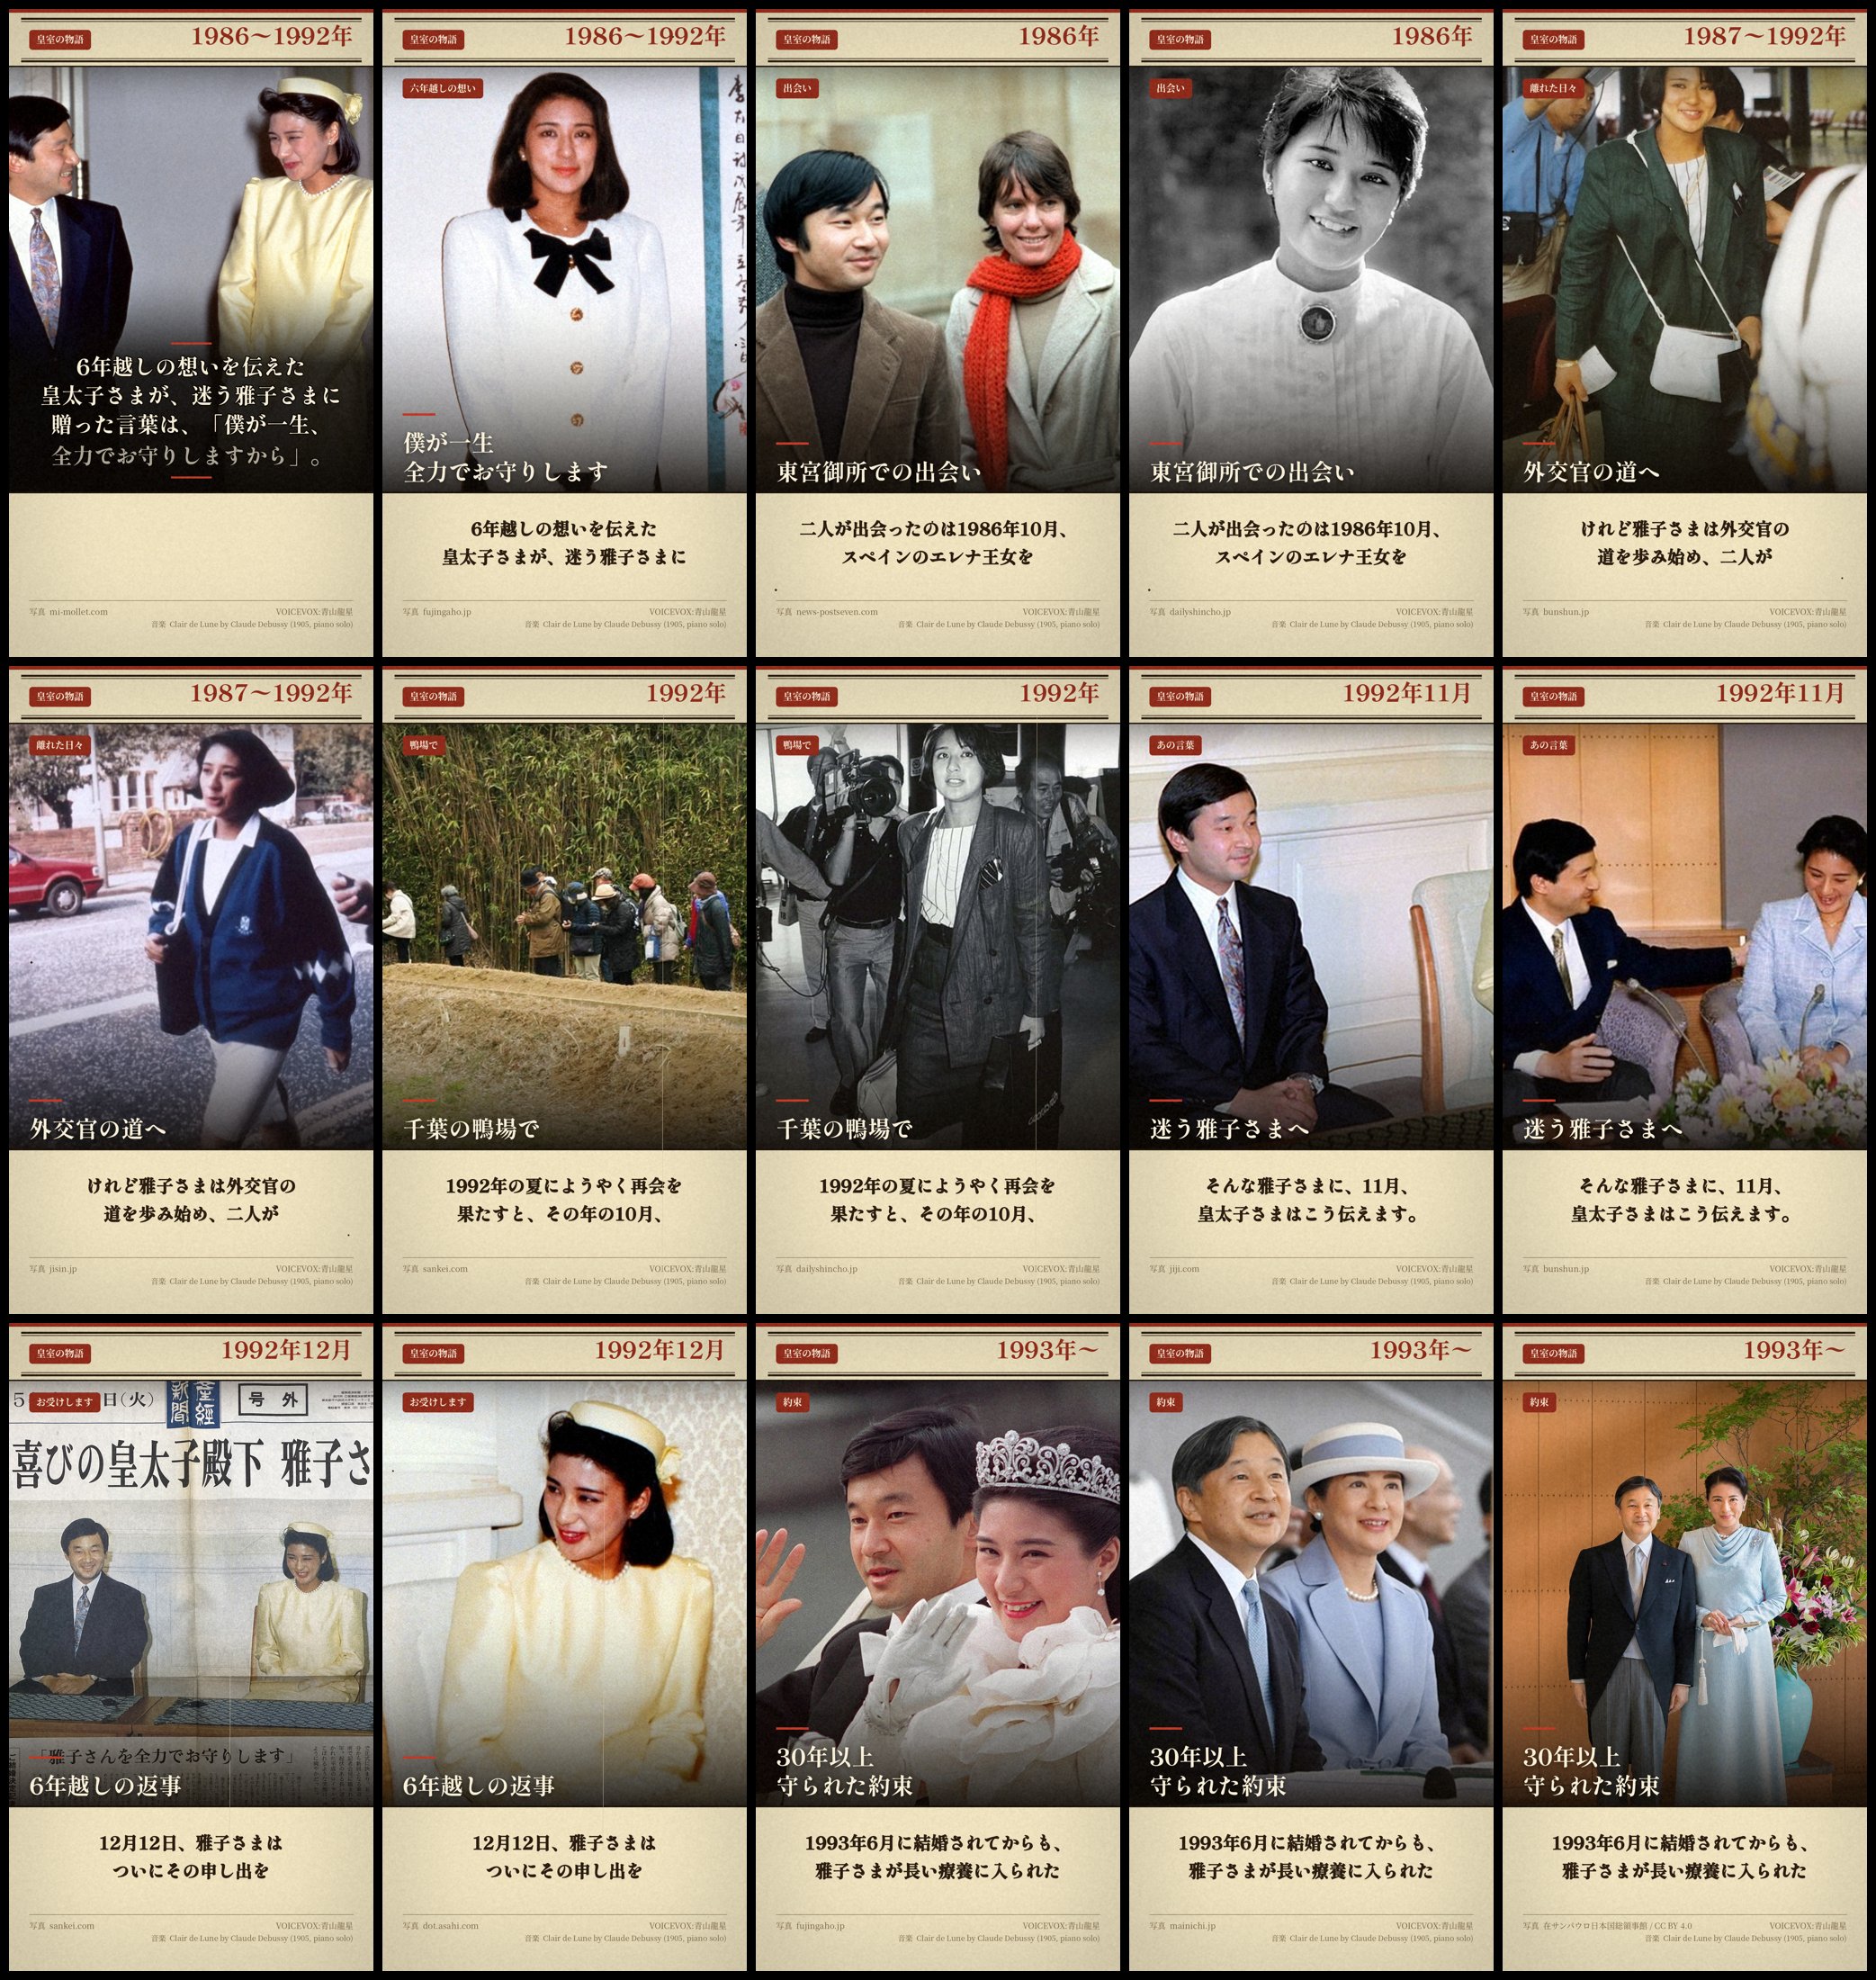 皇室の物語
1986〜1992年
6年越しの想いを伝えた
皇太子さまが、迷う雅子さまに
贈った言葉は、「僕が一生、
全力でお守りしますから」。
写真 mi-mollet.com
VOICEVOX:青山龍星
音楽 Clair de Lune by Claude Debussy (1905, piano solo)
皇室の物語
1986〜1992年
六年越しの想い
僕が一生
全力でお守りします
6年越しの想いを伝えた
皇太子さまが、迷う雅子さまに
写真 fujingaho.jp
VOICEVOX:青山龍星
音楽 Clair de Lune by Claude Debussy (1905, piano solo)
皇室の物語
1986年
出会い
東宮御所での出会い
二人が出会ったのは1986年10月、
スペインのエレナ王女を
写真 news-postseven.com
VOICEVOX:青山龍星
音楽 Clair de Lune by Claude Debussy (1905, piano solo)
皇室の物語
1986年
出会い
東宮御所での出会い
二人が出会ったのは1986年10月、
スペインのエレナ王女を
写真 dailyshincho.jp
VOICEVOX:青山龍星
音楽 Clair de Lune by Claude Debussy (1905, piano solo)
皇室の物語
1987〜1992年
離れた日々
外交官の道へ
けれど雅子さまは外交官の
道を歩み始め、二人が
写真 bunshun.jp
VOICEVOX:青山龍星
音楽 Clair de Lune by Claude Debussy (1905, piano solo)
皇室の物語
1987〜1992年
離れた日々
外交官の道へ
けれど雅子さまは外交官の
道を歩み始め、二人が
写真 jisin.jp
VOICEVOX:青山龍星
音楽 Clair de Lune by Claude Debussy (1905, piano solo)
皇室の物語
1992年
鴨場で
千葉の鴨場で
1992年の夏にようやく再会を
果たすと、その年の10月、
写真 sankei.com
VOICEVOX:青山龍星
音楽 Clair de Lune by Claude Debussy (1905, piano solo)
皇室の物語
1992年
鴨場で
千葉の鴨場で
1992年の夏にようやく再会を
果たすと、その年の10月、
写真 dailyshincho.jp
VOICEVOX:青山龍星
音楽 Clair de Lune by Claude Debussy (1905, piano solo)
皇室の物語
1992年11月
あの言葉
迷う雅子さまへ
そんな雅子さまに、11月、
皇太子さまはこう伝えます。
写真 jiji.com
VOICEVOX:青山龍星
音楽 Clair de Lune by Claude Debussy (1905, piano solo)
皇室の物語
1992年11月
あの言葉
迷う雅子さまへ
そんな雅子さまに、11月、
皇太子さまはこう伝えます。
写真 bunshun.jp
VOICEVOX:青山龍星
音楽 Clair de Lune by Claude Debussy (1905, piano solo)
皇室の物語
1992年12月
お受けします
5
日(火)
号外
喜びの皇太子殿下 雅子さ
「雅子さんを全力でお守りします」
6年越しの返事
12月12日、雅子さまは
ついにその申し出を
写真 sankei.com
VOICEVOX:青山龍星
音楽 Clair de Lune by Claude Debussy (1905, piano solo)
皇室の物語
1992年12月
お受けします
6年越しの返事
12月12日、雅子さまは
ついにその申し出を
写真 dot.asahi.com
VOICEVOX:青山龍星
音楽 Clair de Lune by Claude Debussy (1905, piano solo)
皇室の物語
1993年〜
約束
30年以上
守られた約束
1993年6月に結婚されてからも、
雅子さまが長い療養に入られた
写真 fujingaho.jp
VOICEVOX:青山龍星
音楽 Clair de Lune by Claude Debussy (1905, piano solo)
皇室の物語
1993年〜
約束
30年以上
守られた約束
1993年6月に結婚されてからも、
雅子さまが長い療養に入られた
写真 mainichi.jp
VOICEVOX:青山龍星
音楽 Clair de Lune by Claude Debussy (1905, piano solo)
皇室の物語
1993年〜
約束
30年以上
守られた約束
1993年6月に結婚されてからも、
雅子さまが長い療養に入られた
写真 在サンパウロ日本国総領事館 / CC BY 4.0
VOICEVOX:青山龍星
音楽 Clair de Lune by Claude Debussy (1905, piano solo)